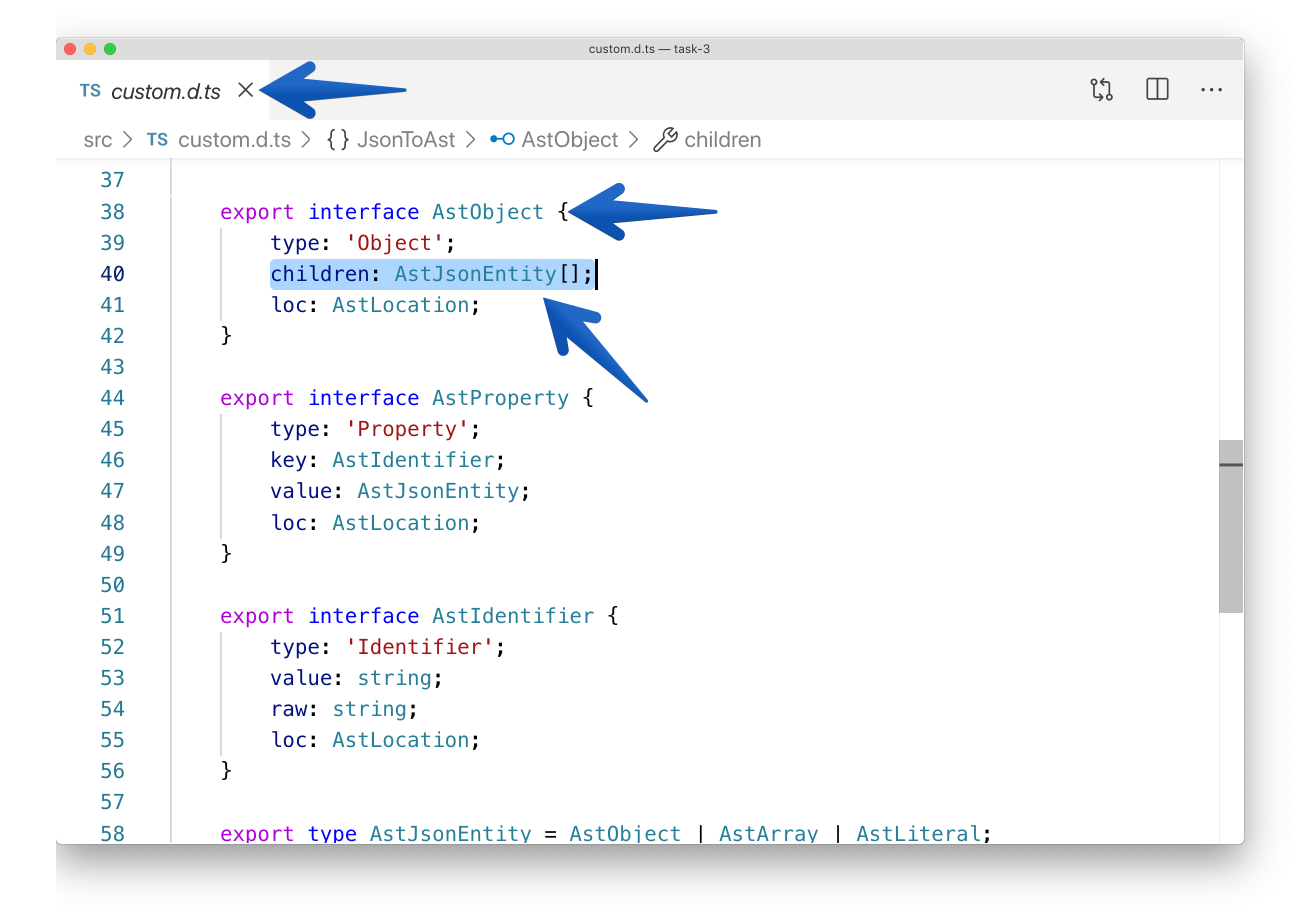 custom.d.ts — task-3
TS custom.d.ts
src > TS custom.d.ts > {} JsonToAst > AstObject > children
37
38 export interface AstObject {
39 type: 'Object';
40 children: AstJsonEntity[];
41 loc: AstLocation;
42 }
43
44 export interface AstProperty {
45 type: 'Property';
46 key: AstIdentifier;
47 value: AstJsonEntity;
48 loc: AstLocation;
49 }
50
51 export interface AstIdentifier {
52 type: 'Identifier';
53 value: string;
54 raw: string;
55 loc: AstLocation;
56 }
57
58 export type AstJsonEntity = AstObject | AstArray | AstLiteral;